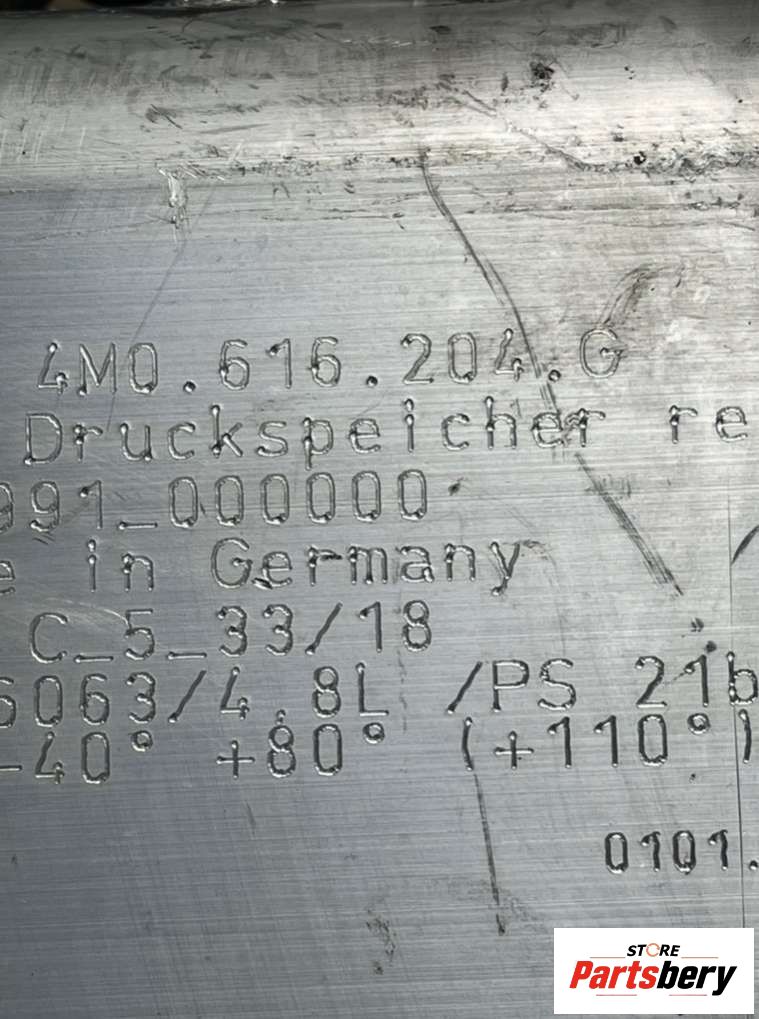 4M0.616.204.G
Druckspeicher re
991_000000
e in Germany
C_5_33/18
6063/4.8L /PS 21b
-40° +80° (+110°)
0101.
STORE
Partsbery